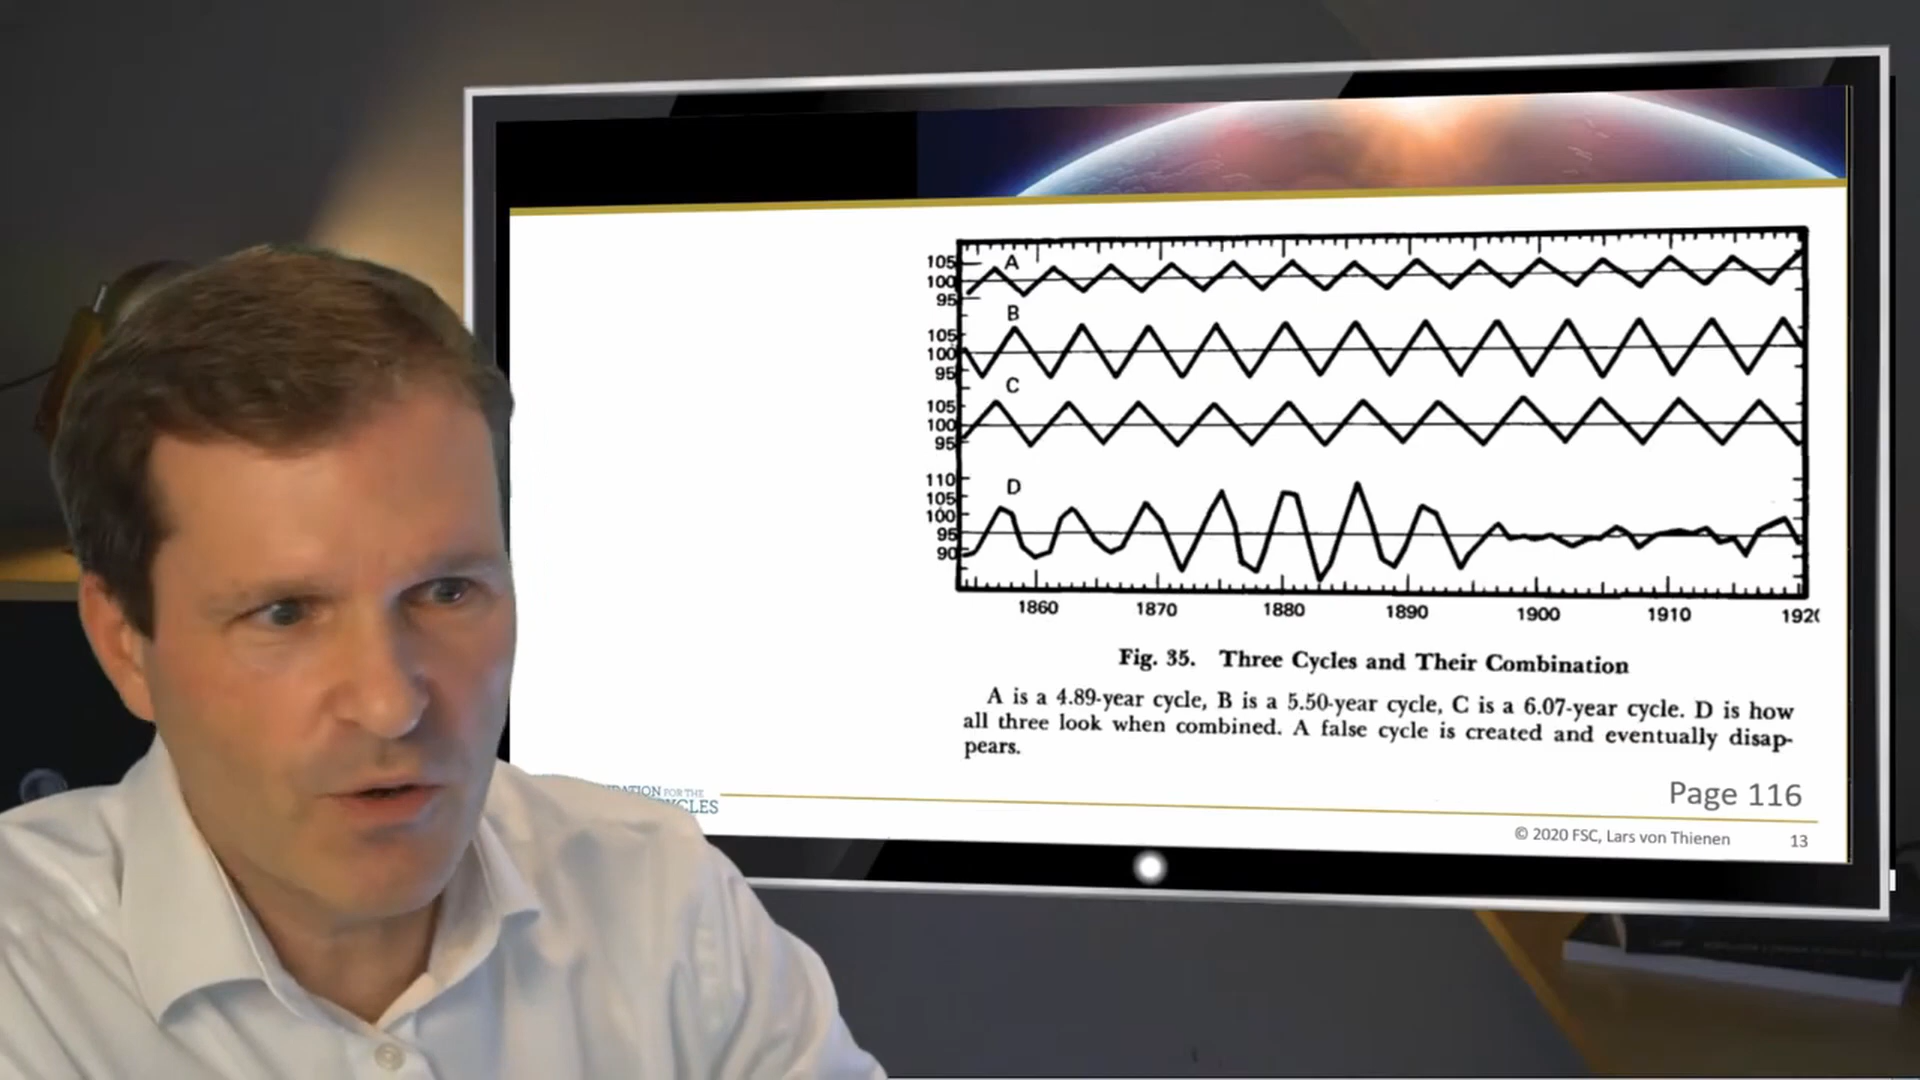 A
105
100
95
B
105
100
95
C
105
100
95
D
110
105
100
95
90
1860 1870 1880 1890 1900 1910
Fig. 35. Three Cycles and Their Combination
A is a 4.89-year cycle, B is a 5.50-year cycle, C is a 6.07-year cycle. D is how
all three look when combined. A false cycle is created and eventually disap-
pears.
Page 116
FOR THE
© 2020 FSC, Lars von Thienen 13